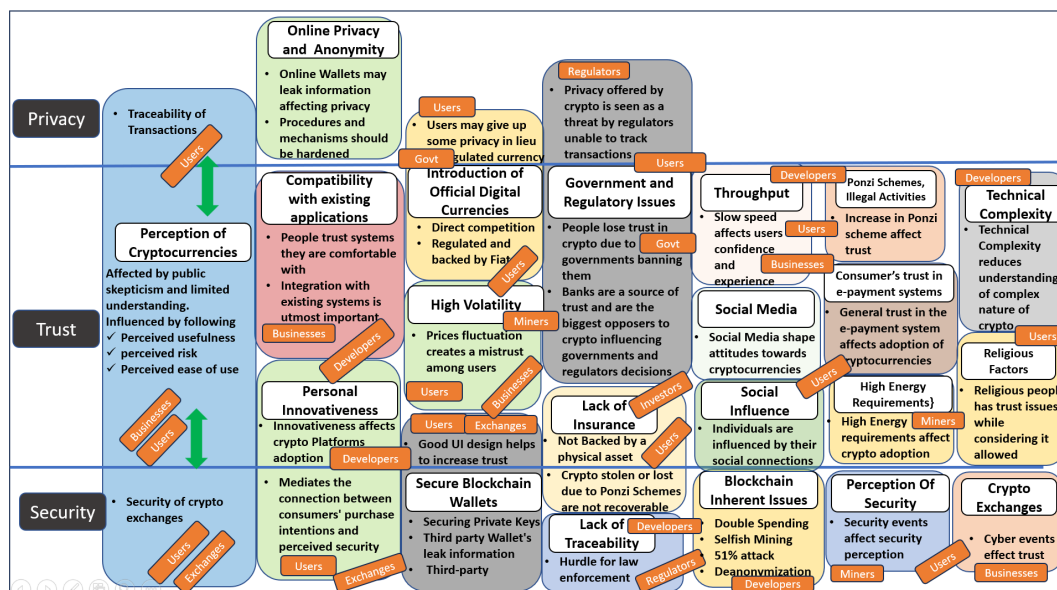 Privacy
Trust
Security
• Traceability of
Transactions
Users
Perception of
Cryptocurrencies
Affected by public
skepticism and limited
understanding.
Influenced by following
✓ Perceived usefulness
✓ perceived risk
✓ Perceived ease of use
Businesses
Users
• Security of crypto
exchanges
Users
Exchanges
Online Privacy
and Anonymity
• Online Wallets may
leak information
affecting privacy
• Procedures and
mechanisms should
be hardened
Compatibility
with existing
applications
• People trust systems
they are comfortable
with
• Integration with
existing systems is
utmost important
Businesses
Developers
Personal
Innovativeness
• Innovativeness affects
crypto Platforms
adoption
Developers
• Mediates the
connection between
consumers' purchase
intentions and
perceived security
Users
Exchanges
Users
• Users may give up
some privacy in lieu
regulated currency
Govt
Introduction of
Official Digital
Currencies
• Direct competition
• Regulated and
backed by Fiat
Users
High Volatility
Miners
• Prices fluctuation
creates a mistrust
among users
Users
Businesses
Users
Exchanges
• Good UI design helps
to increase trust
Secure Blockchain
Wallets
• Securing Private Keys
• Third party Wallet's
leak information
• Third-party
Regulators
• Privacy offered by
crypto is seen as a
threat by regulators
unable to track
transactions
Users
Government and
Regulatory Issues
• People lose trust in
crypto due to
governments banning
them
Govt
• Banks are a source of
trust and are the
biggest opposers to
crypto influencing
governments and
regulators decisions
Investors
Lack of
Insurance
• Not Backed by a
physical asset
Users
• Crypto stolen or lost
due to Ponzi Schemes
are not recoverable
Lack of
Traceability
Developers
• Hurdle for law
enforcement
Regulators
Developers
Throughput
• Slow speed
affects users
confidence
and
experience
Users
Businesses
Social Media
• Social Media shape
attitudes towards
cryptocurrencies
Users
Social
Influence
• Individuals are
influenced by their
social connections
Blockchain
Inherent Issues
• Double Spending
• Selfish Mining
• 51% attack
• Deanonymization
Developers
Ponzi Schemes,
Illegal Activities
• Increase in Ponzi
scheme affect
trust
Consumer's trust in
e-payment systems
• General trust in the
e-payment system
affects adoption of
cryptocurrencies
High Energy
Requirements}
Miners
• High Energy
requirements affect
crypto adoption
Perception Of
Security
• Security events
affect security
perception
Miners
Users
Developers
Technical
Complexity
• Technical
Complexity
reduces
understanding
of complex
nature of
crypto
Users
Religious
Factors
• Religious people
has trust issues
while
considering it
allowed
Crypto
Exchanges
• Cyber events
effect trust
Businesses